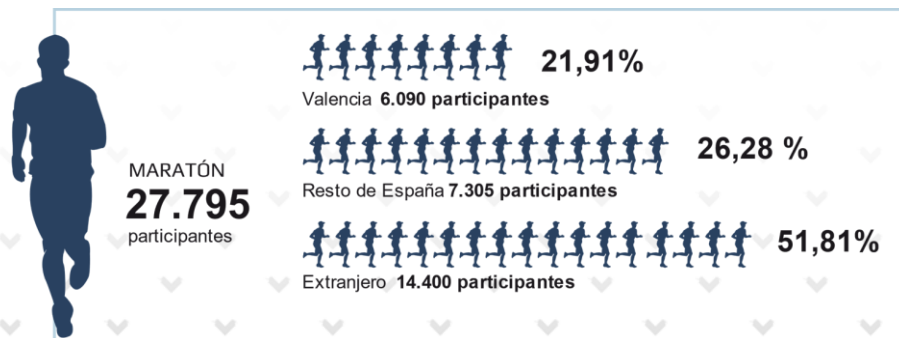 MARATÓN
27.795
participantes
21,91%
Valencia 6.090 participantes
26,28 %
Resto de España 7.305 participantes
51,81%
Extranjero 14.400 participantes